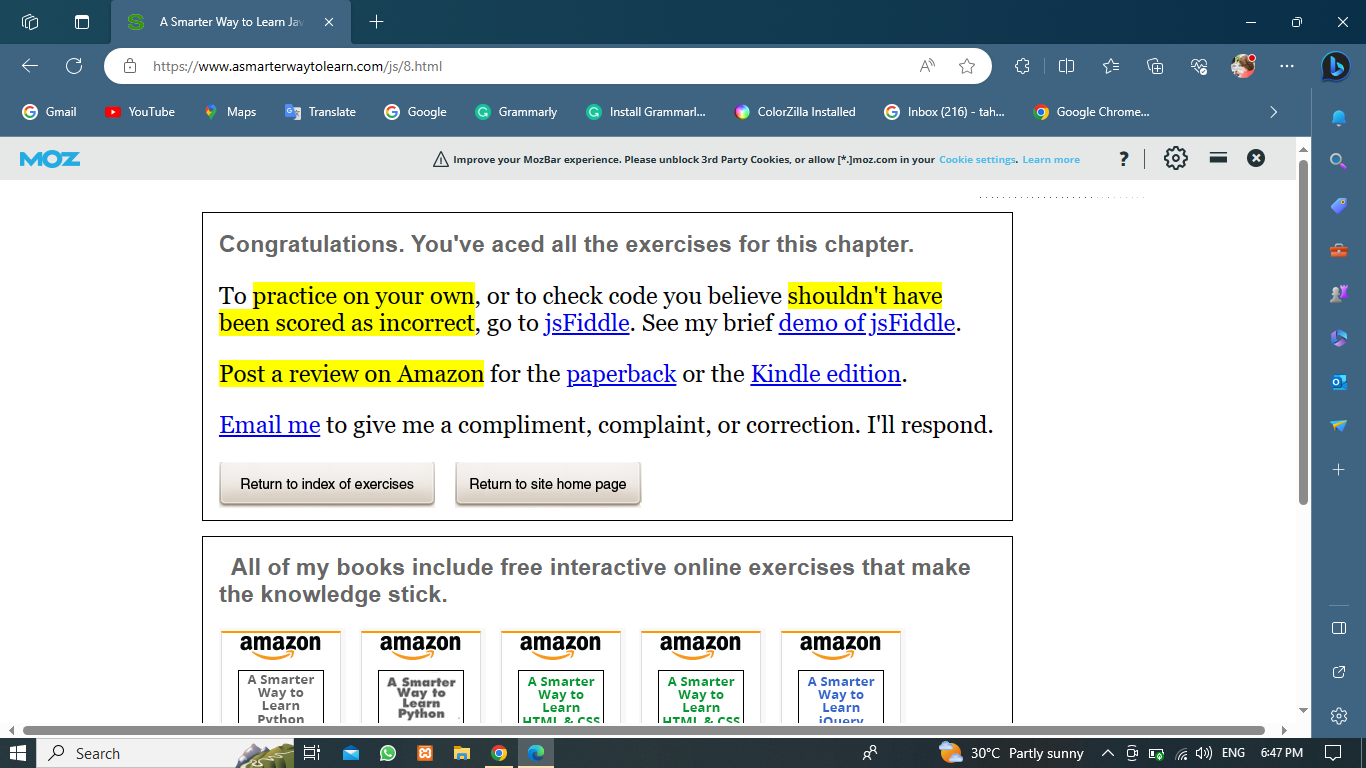 A Smarter Way to Learn Jav
https://www.asmarterwaytolearn.com/js/8.html
Gmail YouTube Maps Translate Google Grammarly Install Grammarl... ColorZilla Installed Inbox (216) - tah... Google Chrome...
MOZ Improve your MozBar experience. Please unblock 3rd Party Cookies, or allow [*.]moz.com in your Cookie settings. Learn more ?
Congratulations. You've aced all the exercises for this chapter.
To practice on your own, or to check code you believe shouldn't have
been scored as incorrect, go to jsFiddle. See my brief demo of jsFiddle.
Post a review on Amazon for the paperback or the Kindle edition.
Email me to give me a compliment, complaint, or correction. I'll respond.
Return to index of exercises Return to site home page
All of my books include free interactive online exercises that make
the knowledge stick.
amazon amazon amazon amazon amazon
A Smarter A Smarter A Smarter A Smarter A Smarter
Way to Way to Way to Way to Way to
Learn Learn Learn Learn Learn
Python Python HTML & CSS HTML & CSS jQuery
Search 30°C Partly sunny ENG 6:47 PM